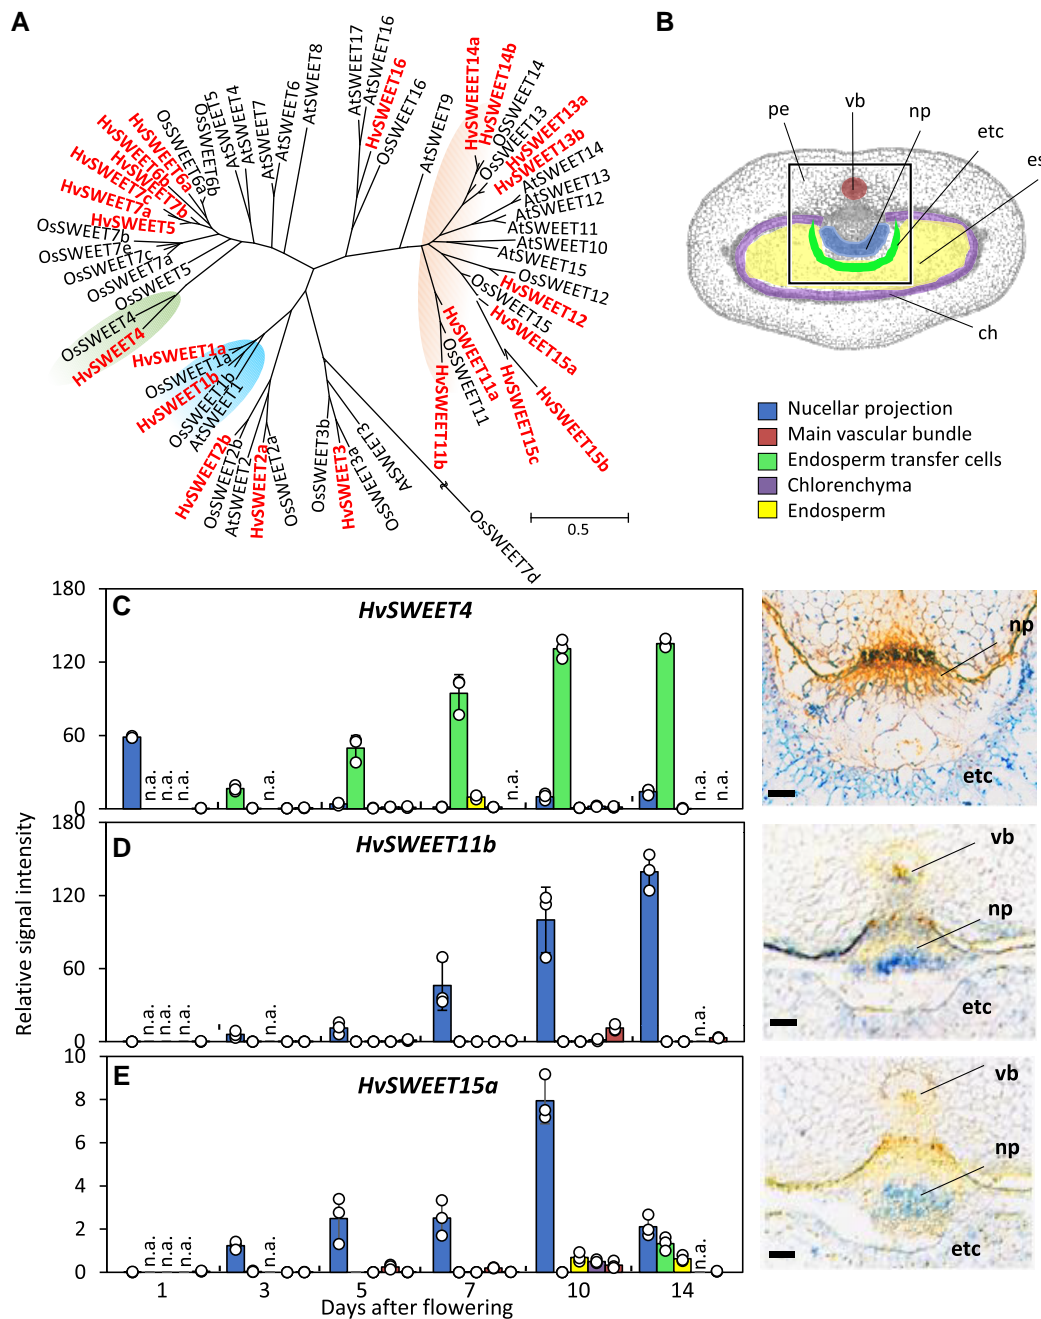 A
AtSWEET8
AtSWEET17
AtSWEET16
HvSWEET16
OsSWEET16
AtSWEET9
HvSWEEET14a
HvSWEET14b
OsSWEET14
OsSWEET13
HvSWEET13a
HvSWEET13b
AtSWEET14
AtSWEET13
AtSWEET12
AtSWEET11
AtSWEET10
AtSWEET15
OsSWEET12
HvSWEET12
OsSWEET15
HvSWEET15a
HvSWEET15b
HvSWEET15c
HvSWEET11a
OsSWEET11
HvSWEET11b
OsSWEET7d
AtSWEET3
OsSWEET3a
HvSWEET3
OsSWEET3b
OsSWEET2a
HvSWEET2a
AtSWEET2
OsSWEET2b
HvSWEET2b
AtSWEET1
OsSWEET1b
HvSWEET1b
OsSWEET1a
HvSWEET1a
HvSWEET4
OsSWEET4
OsSWEET5
OsSWEET7a
OsSWEET7c
OsSWEET7e
OsSWEET7b
HvSWEET5
HvSWEET7a
HvSWEET7c
HvSWEET7b
HvSWEET6b
HvSWEET6a
OsSWEET6a
OsSWEET6b
AtSWEET5
AtSWEET4
AtSWEET7
AtSWEET6
0.5
B
pe
vb
np
etc
es
ch
Nucellar projection
Main vascular bundle
Endosperm transfer cells
Chlorenchyma
Endosperm
Relative signal intensity
C
HvSWEET4
180
120
60
0
n.a.
n.a.
n.a.
n.a.
n.a.
n.a.
n.a.
np
etc
D
HvSWEET11b
180
120
60
0
n.a.
n.a.
n.a.
n.a.
n.a.
vb
np
etc
E
HvSWEET15a
10
8
6
4
2
0
n.a.
n.a.
n.a.
n.a.
n.a.
vb
np
etc
1 3 5 7 10 14
Days after flowering